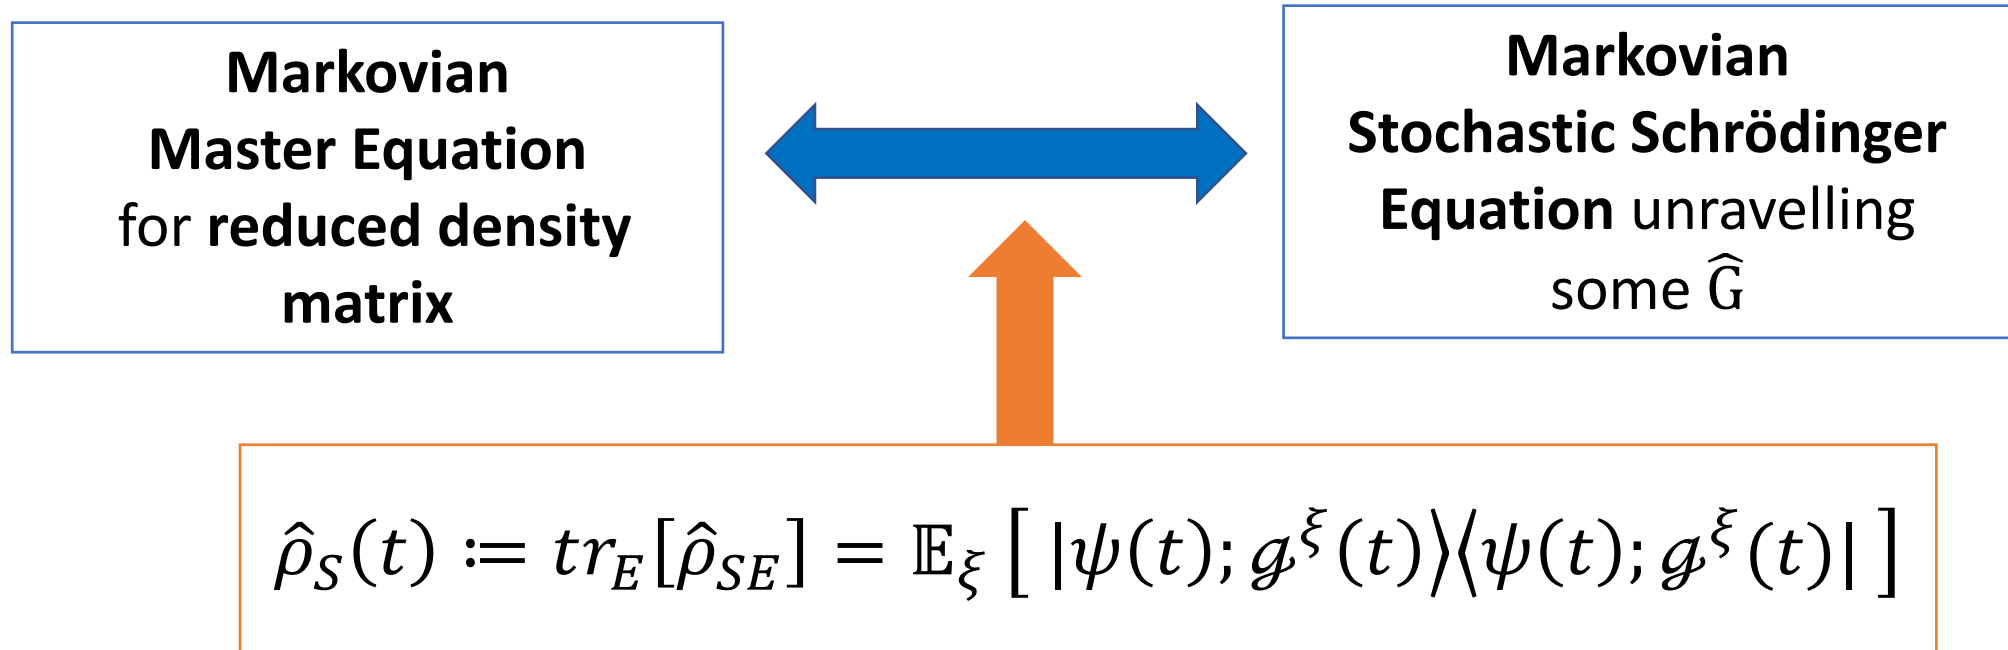 Markovian
Master Equation
for reduced density
matrix
Markovian
Stochastic Schrödinger
Equation unravelling
some Ĝ
ρ̂_S(t) ≔ tr_E[ρ̂_SE] = 𝔼_ξ [ |ψ(t); ℊ^ξ(t)⟩⟨ψ(t); ℊ^ξ(t)| ]